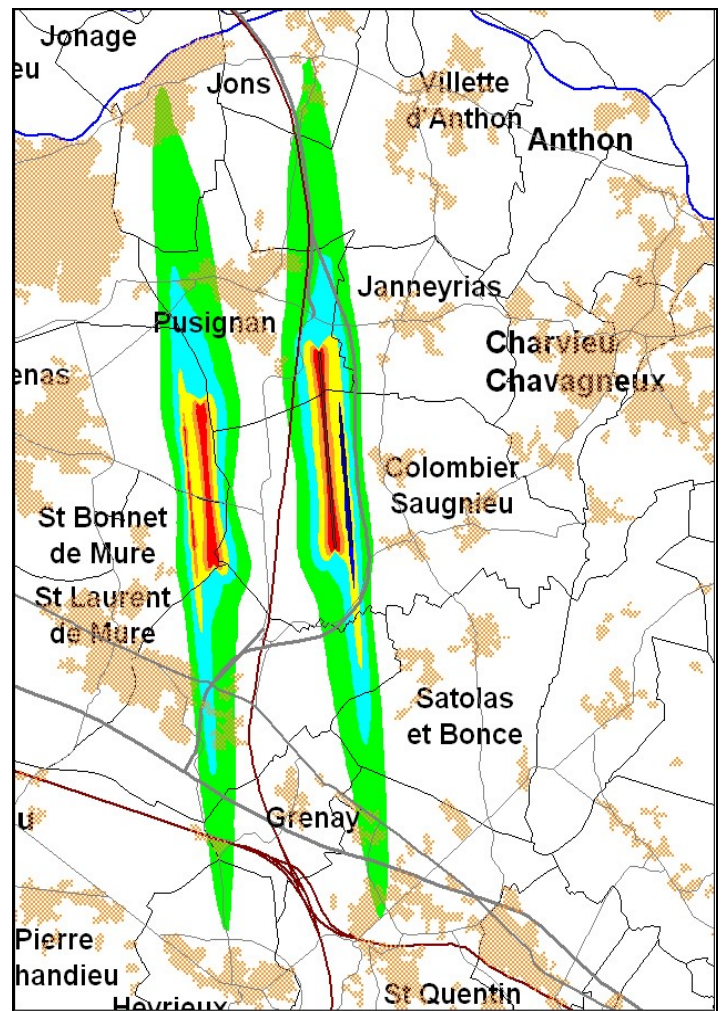 Jonage
eu
Jons
Villette
d'Anthon
Anthon
Janneyrias
Pusignan
Charvieu
Chavagneux
enas
Colombier
Saugnieu
St Bonnet
de Mure
St Laurent
de Mure
Satolas
et Bonce
Grenay
u
Pierre
handieu
St Quentin
Heyrieux